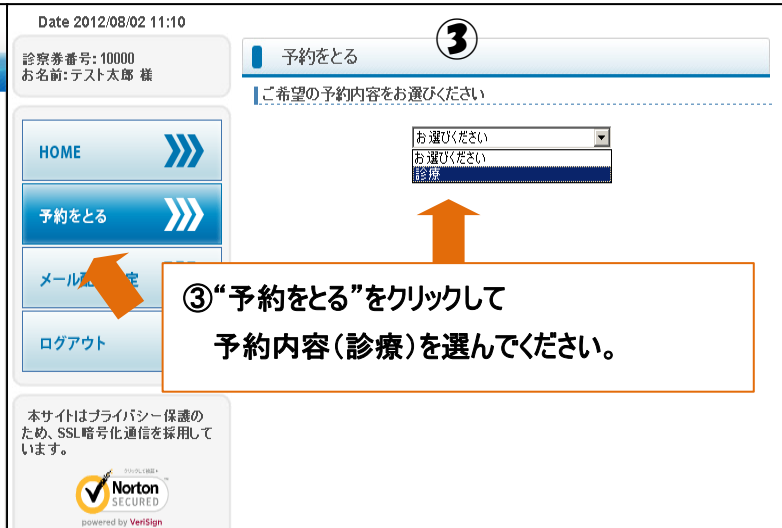 Date 2012/08/02 11:10
診察券番号: 10000
お名前: テスト太郎 様
HOME
予約をとる
メール配
定
ログアウト
本サイトはプライバシー保護の
ため、SSL暗号化通信を採用して
います。
Norton
SECURED
powered by VeriSign
③
予約をとる
ご希望の予約内容をお選びください
お選びください
お選びください
診療
③“予約をとる”をクリックして
予約内容(診療)を選んでください。